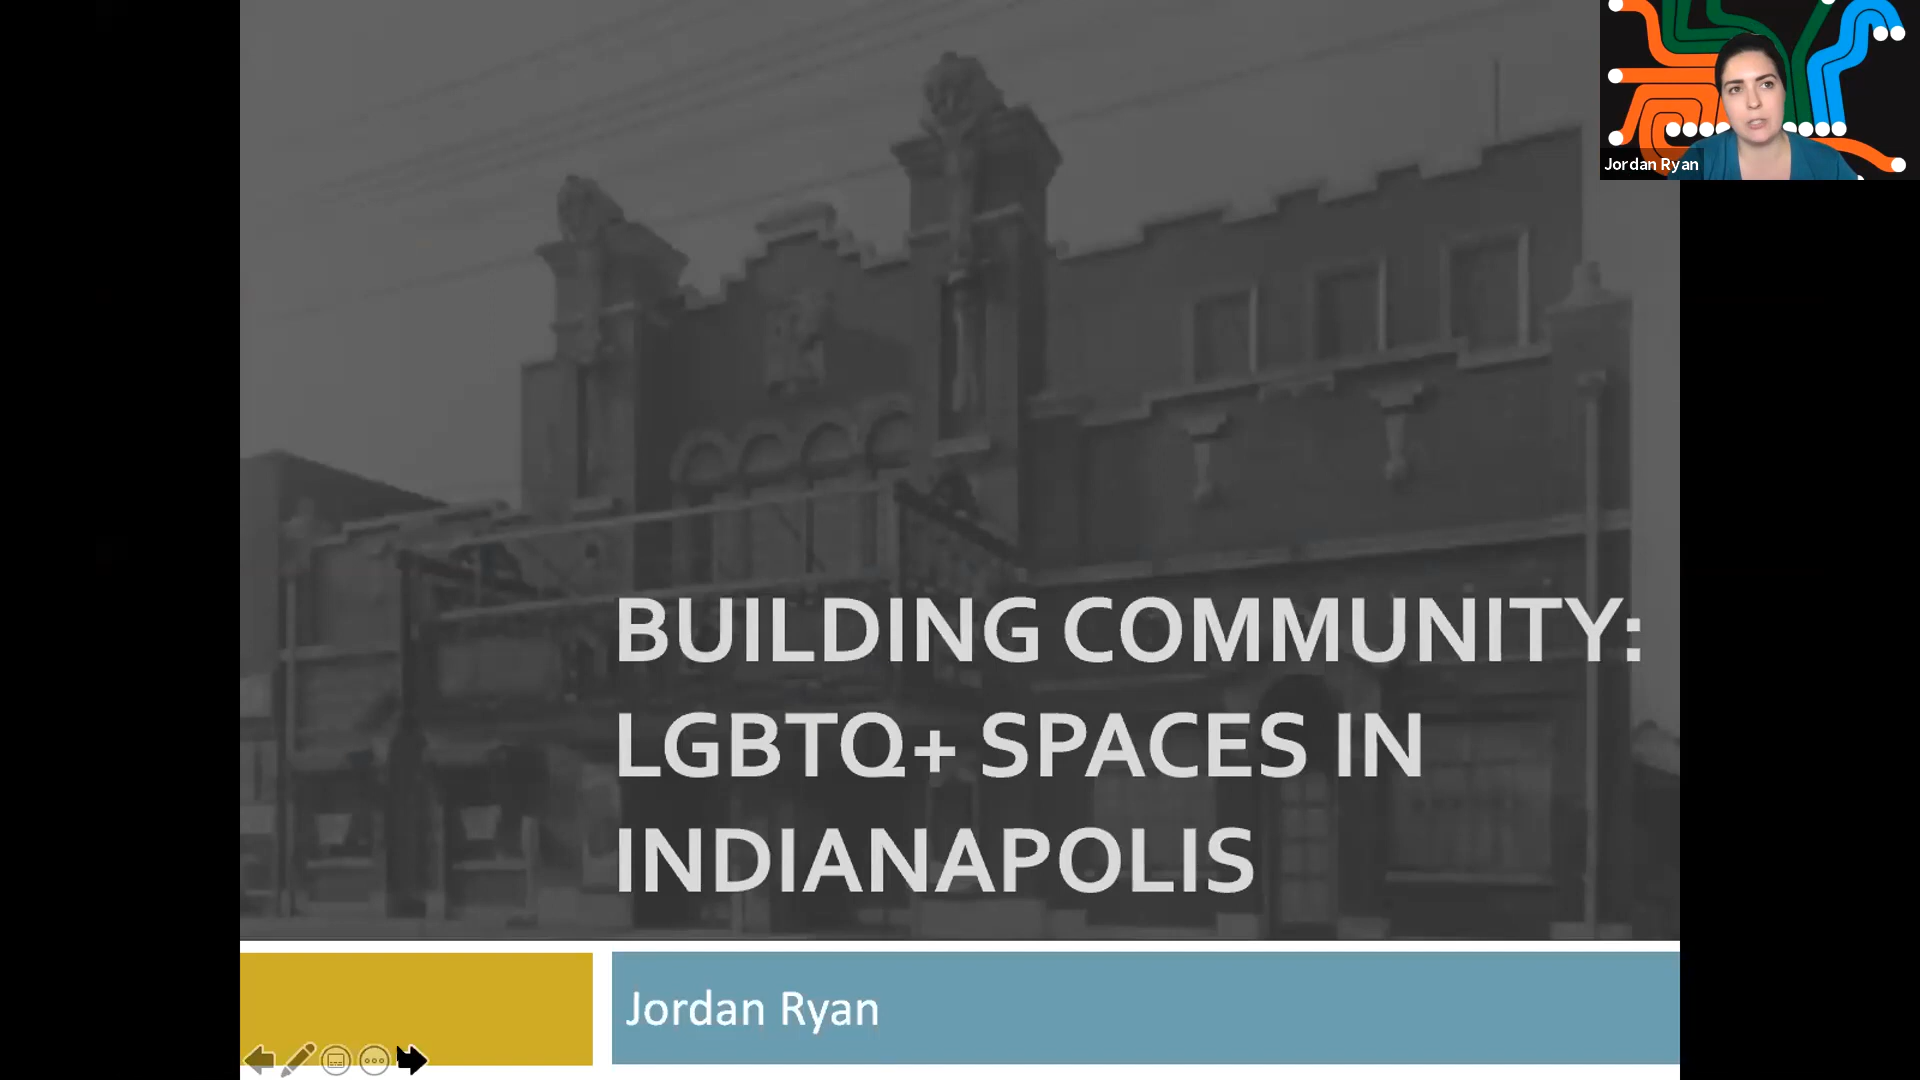 Jordan Ryan
BUILDING COMMUNITY:
LGBTQ+ SPACES IN
INDIANAPOLIS
Jordan Ryan